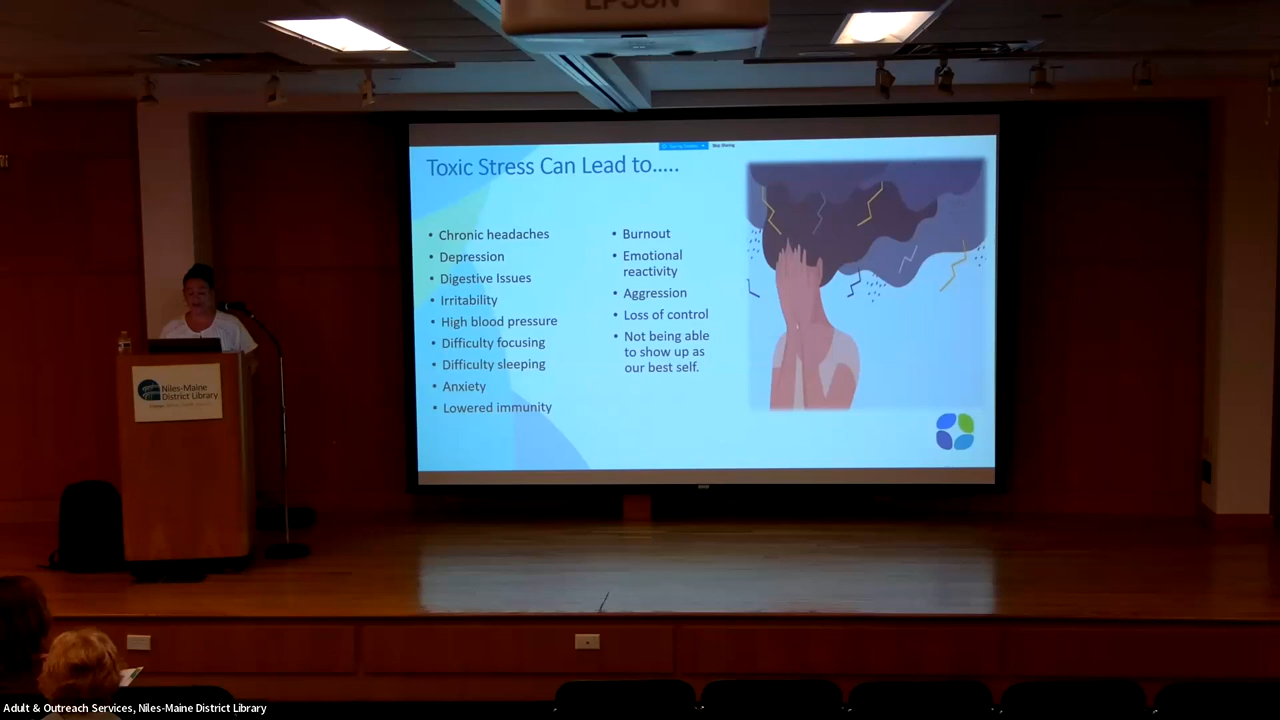 EPSON
Toxic Stress Can Lead to.....
• Chronic headaches
• Depression
• Digestive Issues
• Irritability
• High blood pressure
• Difficulty focusing
• Difficulty sleeping
• Anxiety
• Lowered immunity
• Burnout
• Emotional
reactivity
• Aggression
• Loss of control
• Not being able
to show up as
our best self.
Niles-Maine
District Library
Adult & Outreach Services, Niles-Maine District Library